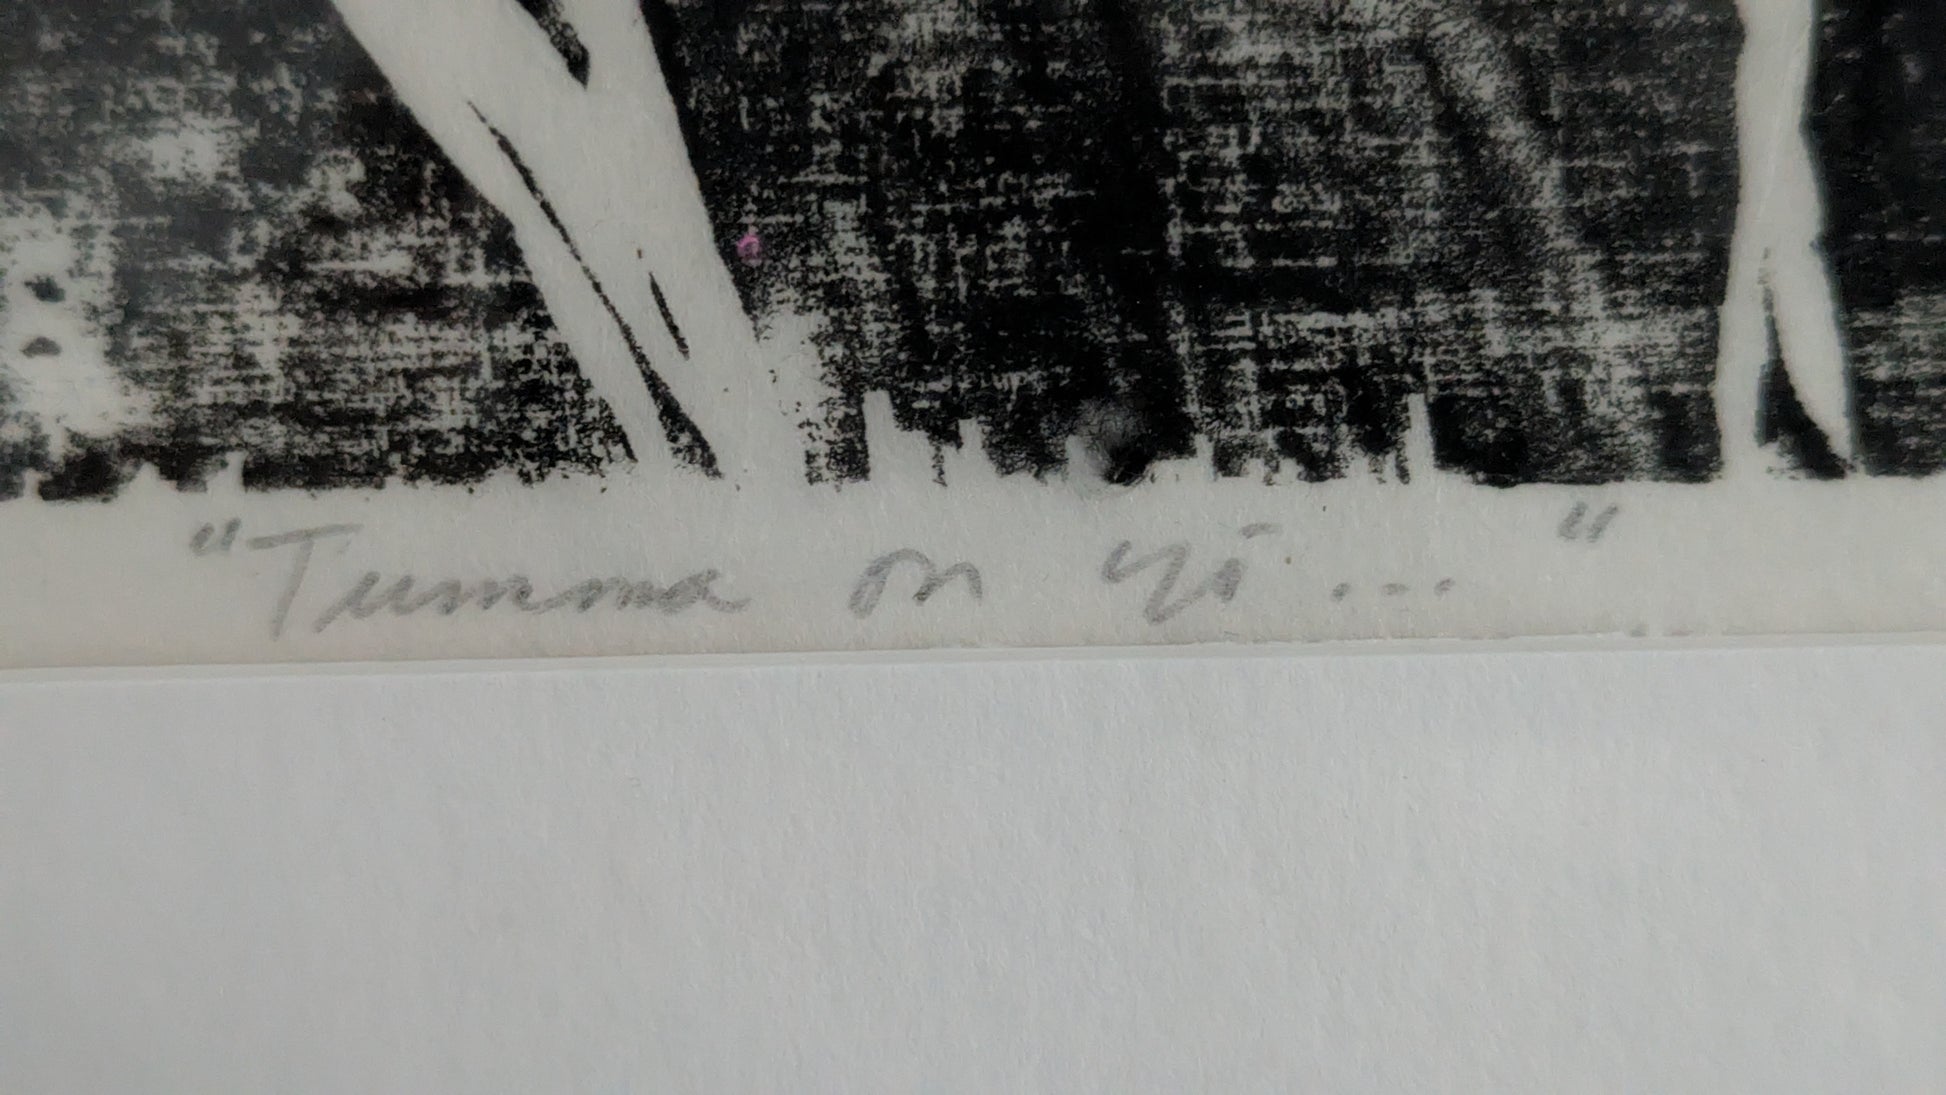 "Tumma on yö..."